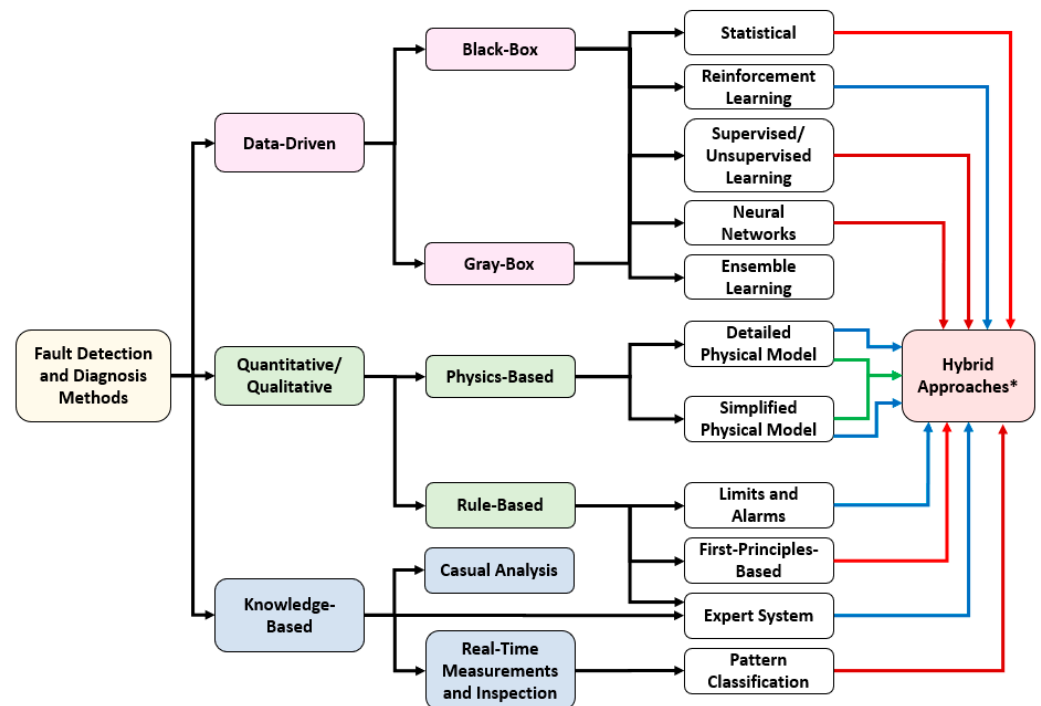 Fault Detection
and Diagnosis
Methods
Data-Driven
Quantitative/
Qualitative
Knowledge-
Based
Black-Box
Gray-Box
Physics-Based
Rule-Based
Casual Analysis
Real-Time
Measurements
and Inspection
Statistical
Reinforcement
Learning
Supervised/
Unsupervised
Learning
Neural
Networks
Ensemble
Learning
Detailed
Physical Model
Simplified
Physical Model
Limits and
Alarms
First-Principles-
Based
Expert System
Pattern
Classification
Hybrid
Approaches*